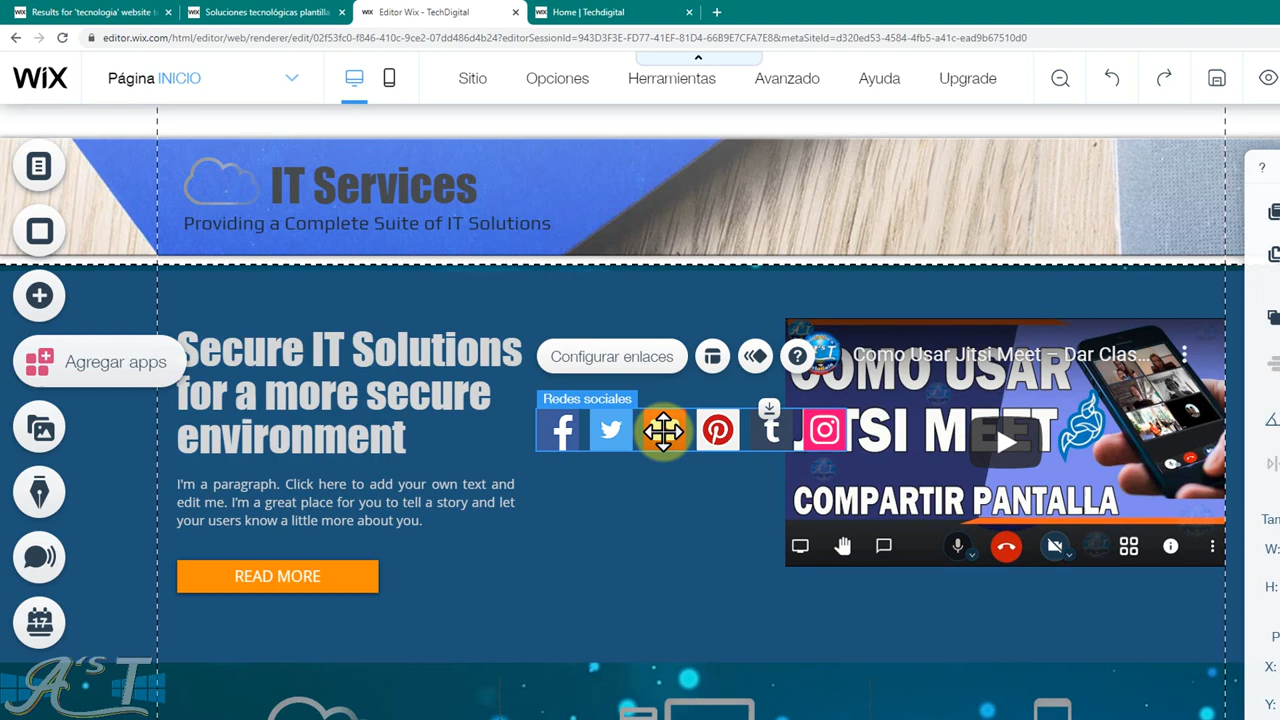 Results for 'tecnologia' website t
Soluciones tecnológicas plantilla
Editor Wix - TechDigital
Home | Techdigital
editor.wix.com/html/editor/web/renderer/edit/02f53fc0-f846-410c-9ce2-07dd486d4b24?editorSessionId=943D3F3E-FD77-41EF-81D4-66B9E7CFA7E8&metaSiteId=d320ed53-4584-4fb5-a41c-ead9b67510d0
WiX
Página INICIO
Sitio
Opciones
Herramientas
Avanzado
Ayuda
Upgrade
IT Services
Providing a Complete Suite of IT Solutions
Agregar apps
Secure IT Solutions
for a more secure
environment
Configurar enlaces
Redes sociales
Como Usar Jitsi Meet – Dar Clas...
COMO USAR
JITSI MEET
COMPARTIR PANTALLA
I'm a paragraph. Click here to add your own text and
edit me. I'm a great place for you to tell a story and let
your users know a little more about you.
READ MORE
17
A'sT
Tam
W:
H:
P
X:
Y: